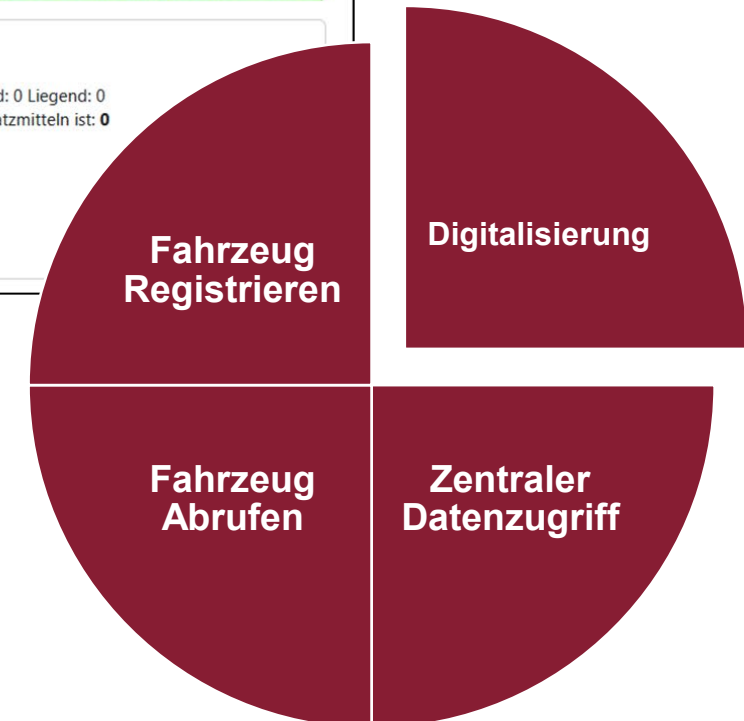 d: 0 Liegend: 0
tzmitteln ist: 0
Fahrzeug
Registrieren
Digitalisierung
Fahrzeug
Abrufen
Zentraler
Datenzugriff